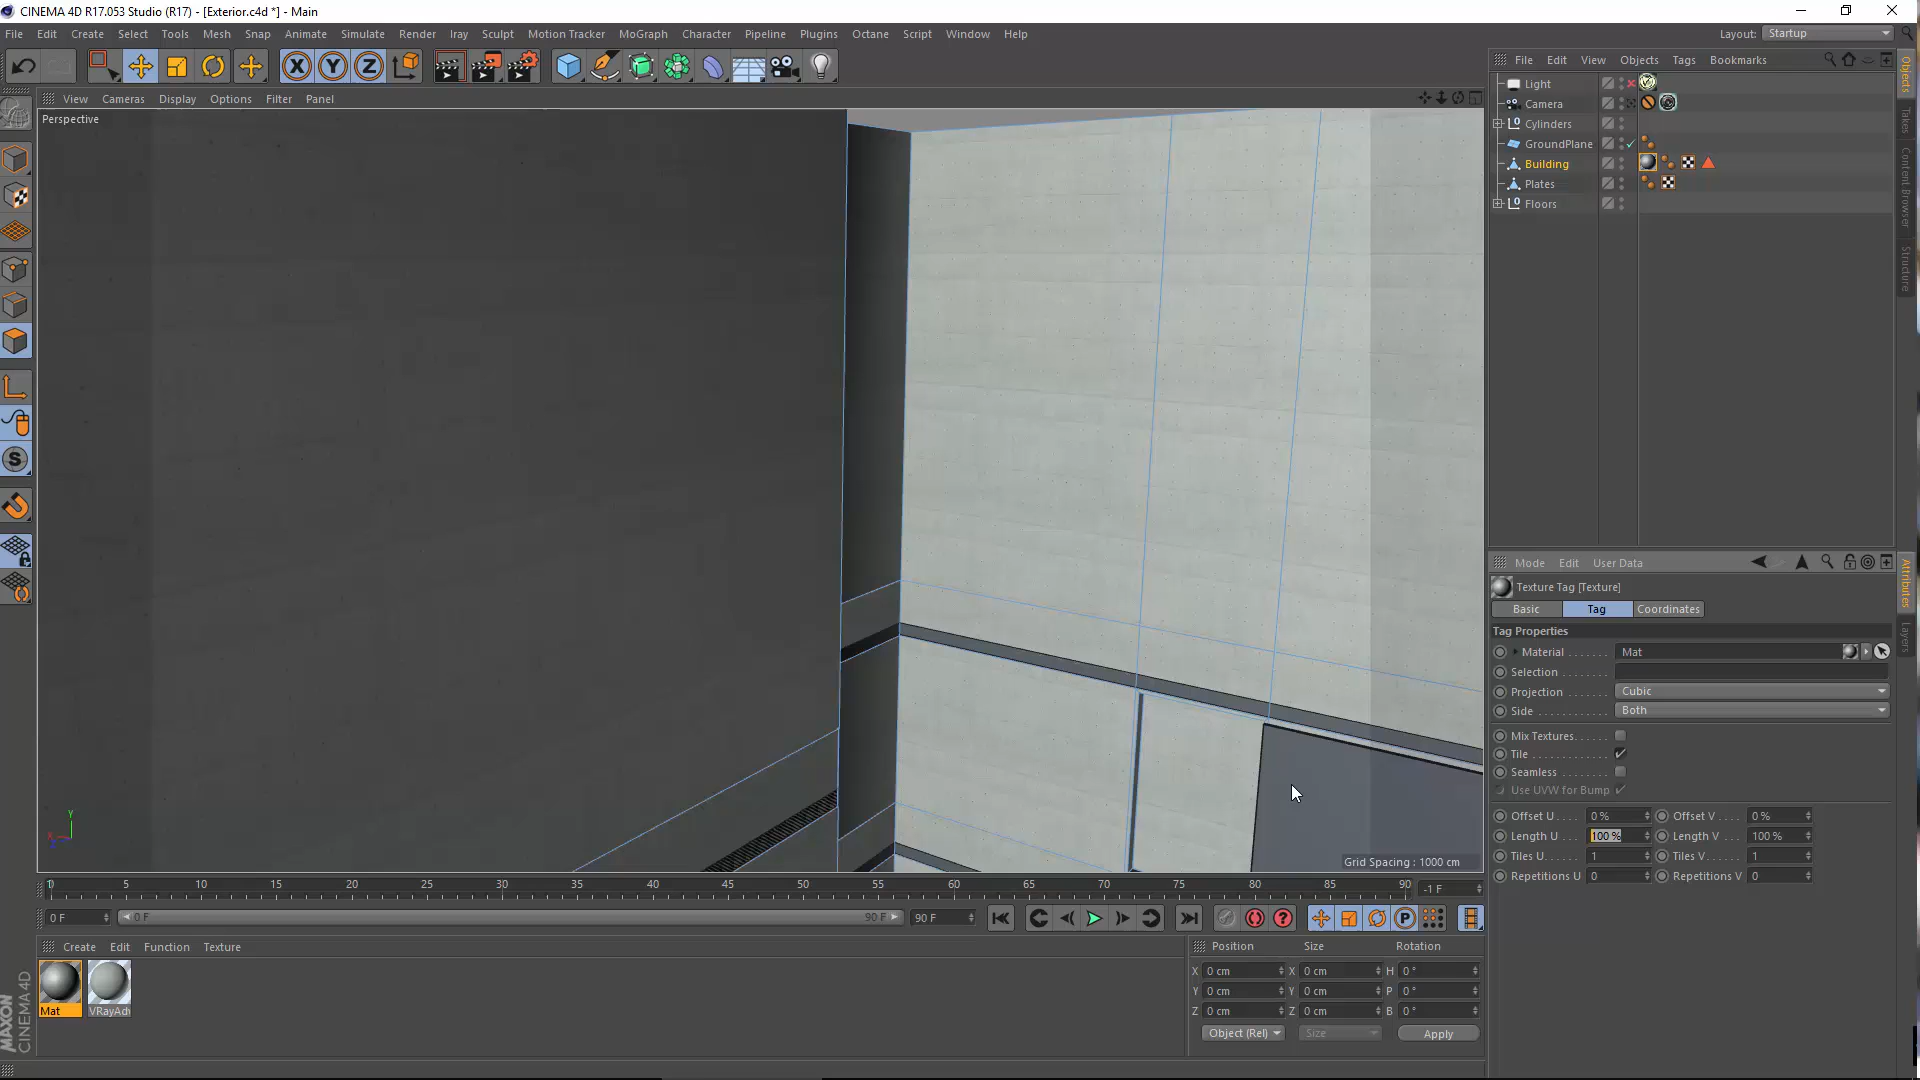 CINEMA 4D R17.053 Studio (R17) - [Exterior.c4d *] - Main
File Edit Create Select Tools Mesh Snap Animate Simulate Render Iray Sculpt Motion Tracker MoGraph Character Pipeline Plugins Octane Script Window Help
Layout: Startup
View Cameras Display Options Filter Panel
Perspective
Grid Spacing : 1000 cm
File Edit View Objects Tags Bookmarks
Light
Camera
Cylinders
GroundPlane
Building
Plates
Floors
Objects
Takes
Content Browser
Structure
Mode Edit User Data
Texture Tag [Texture]
Basic Tag Coordinates
Tag Properties
Material Mat
Selection
Projection Cubic
Side Both
Mix Textures
Tile
Seamless
Use UVW for Bump
Offset U 0 % Offset V 0 %
Length U 100 % Length V 100 %
Tiles U 1 Tiles V 1
Repetitions U 0 Repetitions V 0
Attributes
Layers
0 5 10 15 20 25 30 35 40 45 50 55 60 65 70 75 80 85 90 -1 F
0 F 0 F 90 F 90 F
Create Edit Function Texture
Mat
VRayAdv
Position Size Rotation
X 0 cm X 0 cm H 0 °
Y 0 cm Y 0 cm P 0 °
Z 0 cm Z 0 cm B 0 °
Object (Rel) Size Apply
MAXON
CINEMA 4D